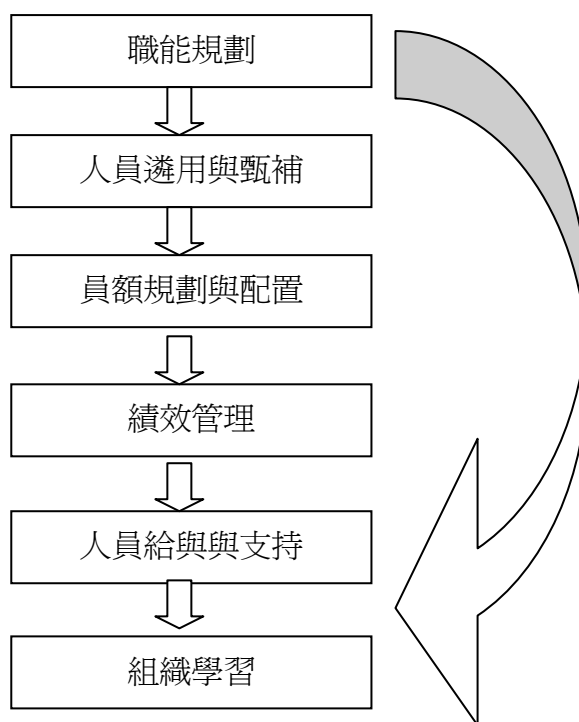 職能規劃
人員遴用與甄補
員額規劃與配置
績效管理
人員給與與支持
組織學習